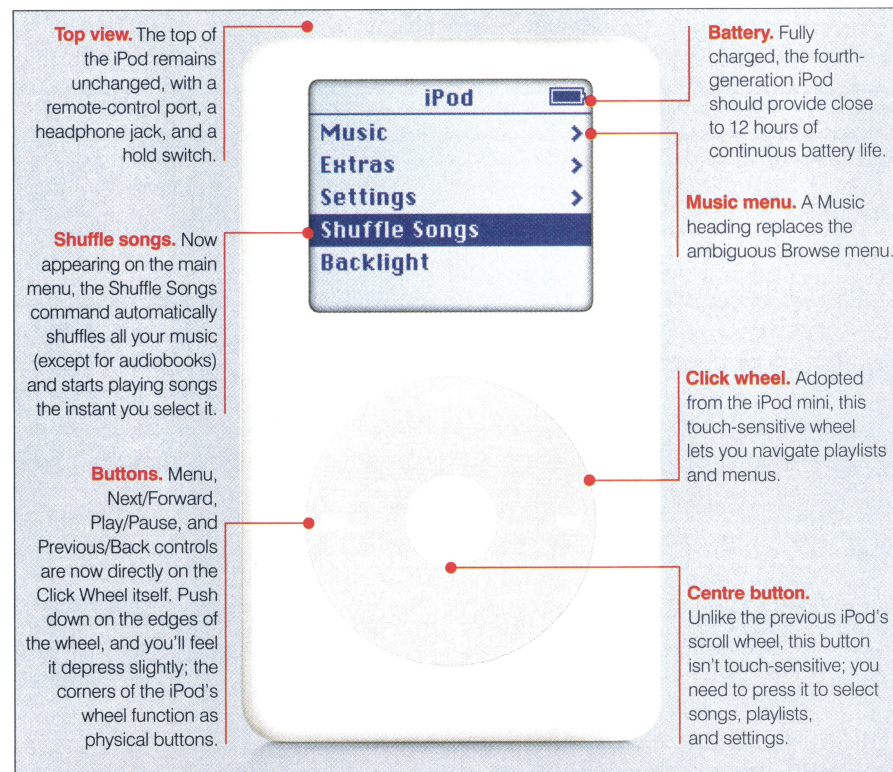 Top view. The top of
the iPod remains
unchanged, with a
remote-control port, a
headphone jack, and a
hold switch.
Shuffle songs. Now
appearing on the main
menu, the Shuffle Songs
command automatically
shuffles all your music
(except for audiobooks)
and starts playing songs
the instant you select it.
Buttons. Menu,
Next/Forward,
Play/Pause, and
Previous/Back controls
are now directly on the
Click Wheel itself. Push
down on the edges of
the wheel, and you'll feel
it depress slightly; the
corners of the iPod's
wheel function as
physical buttons.
iPod
Music >
Extras >
Settings >
Shuffle Songs
Backlight
Battery. Fully
charged, the fourth-
generation iPod
should provide close
to 12 hours of
continuous battery life.
Music menu. A Music
heading replaces the
ambiguous Browse menu.
Click wheel. Adopted
from the iPod mini, this
touch-sensitive wheel
lets you navigate playlists
and menus.
Centre button.
Unlike the previous iPod's
scroll wheel, this button
isn't touch-sensitive; you
need to press it to select
songs, playlists,
and settings.